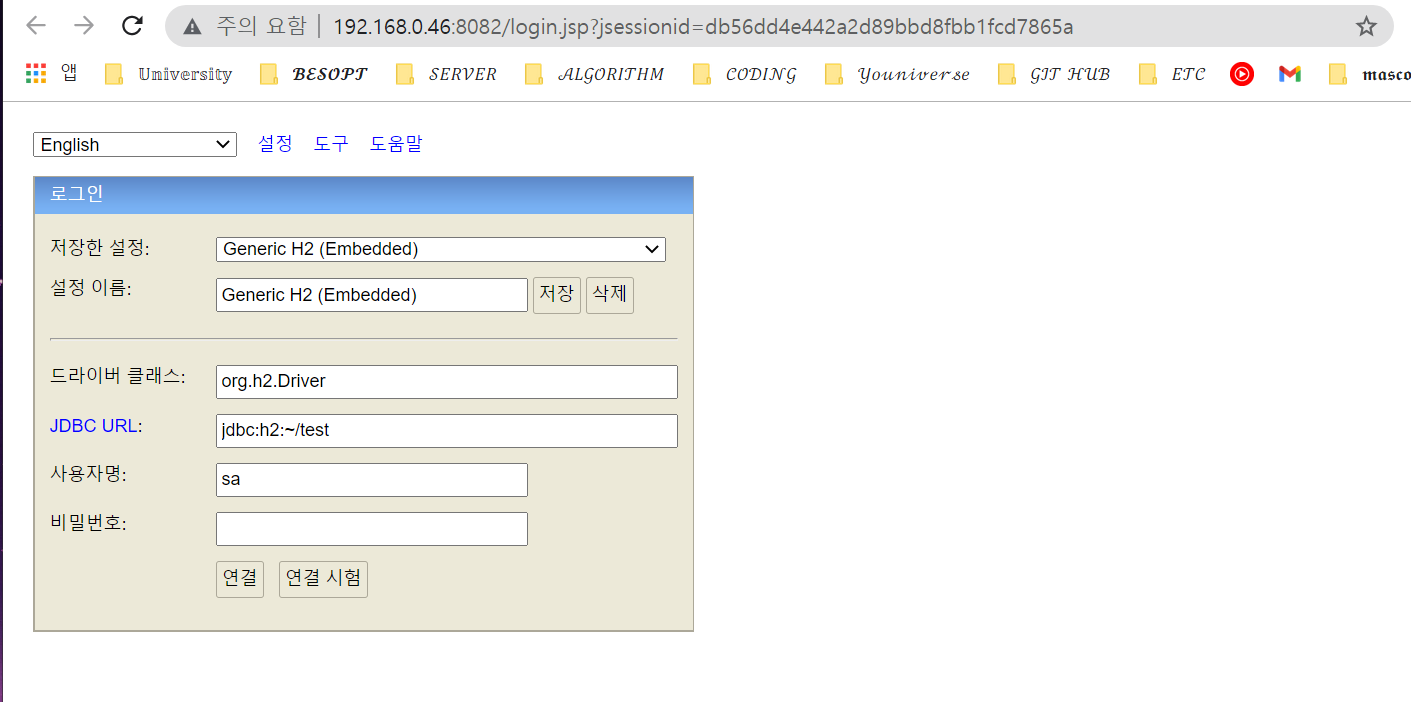 주의 요함 | 192.168.0.46:8082/login.jsp?jsessionid=db56dd4e442a2d89bbd8fbb1fcd7865a
앱 𝕌𝕟𝕚𝕧𝕖𝕣𝕤𝕚𝕥𝕪 𝓑𝓔𝓢𝓞𝓟𝓣 𝑆𝐸𝑅𝑉𝐸𝑅 𝒜𝐿𝒢𝒪𝑅𝐼𝒯𝐻𝑀 𝒞𝒪𝒟𝐼𝒩𝒢 𝒴𝑜𝓊𝓃𝒾𝓋𝑒𝓇𝓈𝑒 𝒢𝐼𝒯 𝐻𝒰𝐵 𝐸𝒯𝒞 𝖒𝖆𝖘𝖈𝖔
English 설정 도구 도움말
로그인
저장한 설정: Generic H2 (Embedded)
설정 이름: Generic H2 (Embedded) 저장 삭제
드라이버 클래스: org.h2.Driver
JDBC URL: jdbc:h2:~/test
사용자명: sa
비밀번호:
연결 연결 시험